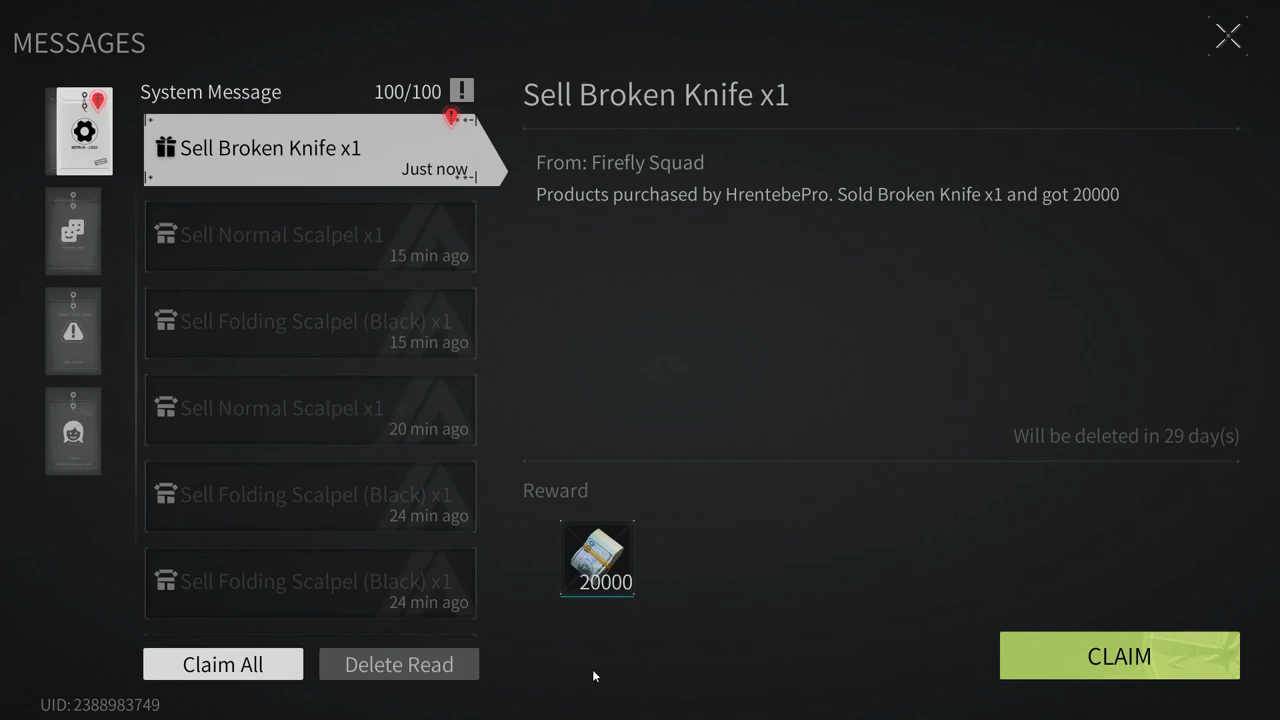 MESSAGES
System Message 100/100
Sell Broken Knife x1
Just now
Sell Normal Scalpel x1
15 min ago
Sell Folding Scalpel (Black) x1
15 min ago
Sell Normal Scalpel x1
20 min ago
Sell Folding Scalpel (Black) x1
24 min ago
Sell Folding Scalpel (Black) x1
24 min ago
Claim All
Delete Read
UID: 2388983749
Sell Broken Knife x1
From: Firefly Squad
Products purchased by HrentebePro. Sold Broken Knife x1 and got 20000
Will be deleted in 29 day(s)
Reward
20000
CLAIM